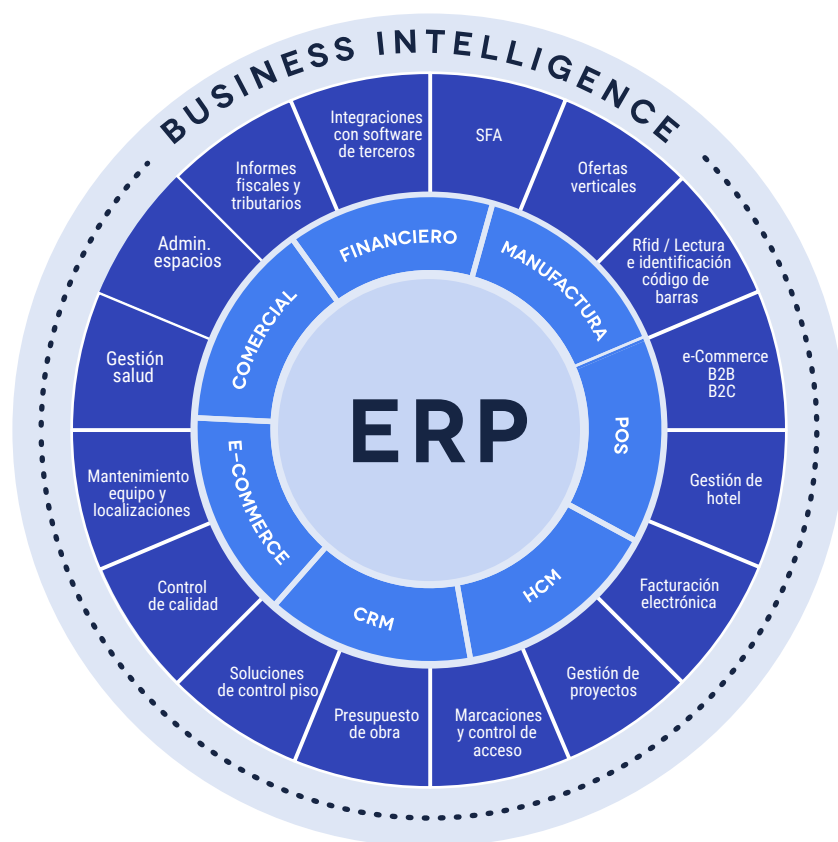 BUSINESS INTELLIGENCE
Integraciones
con software
de terceros
SFA
Ofertas
verticales
Rfid / Lectura
e identificación
código de
barras
e-Commerce
B2B
B2C
Gestión de
hotel
Facturación
electrónica
Gestión de
proyectos
Marcaciones
y control de
acceso
Presupuesto
de obra
Soluciones
de control piso
Control
de calidad
Mantenimiento
equipo y
localizaciones
Gestión
salud
Admin.
espacios
Informes
fiscales y
tributarios
FINANCIERO
MANUFACTURA
POS
HCM
CRM
E-COMMERCE
COMERCIAL
ERP